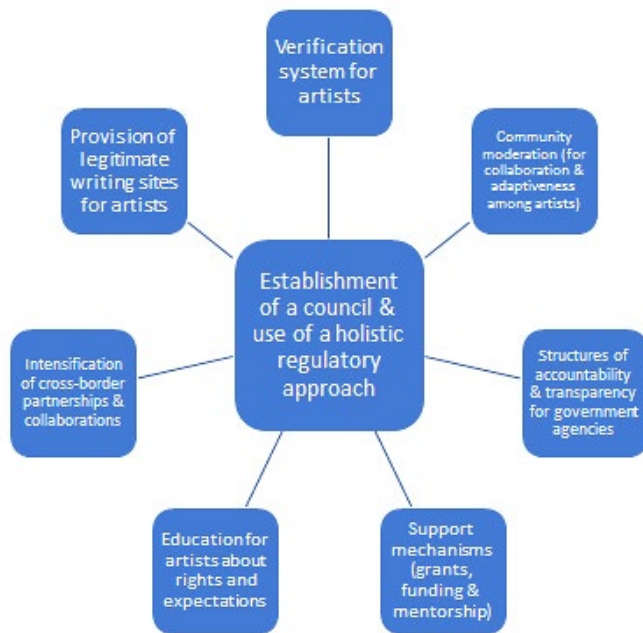 Verification
system for
artists
Community
moderation (for
collaboration &
adaptiveness
among artists)
Structures of
accountability
& transparency
for government
agencies
Support
mechanisms
(grants,
funding &
mentorship)
Education for
artists about
rights and
expectations
Intensification
of cross-border
partnerships &
collaborations
Provision of
legitimate
writing sites
for artists
Establishment
of a council &
use of a holistic
regulatory
approach